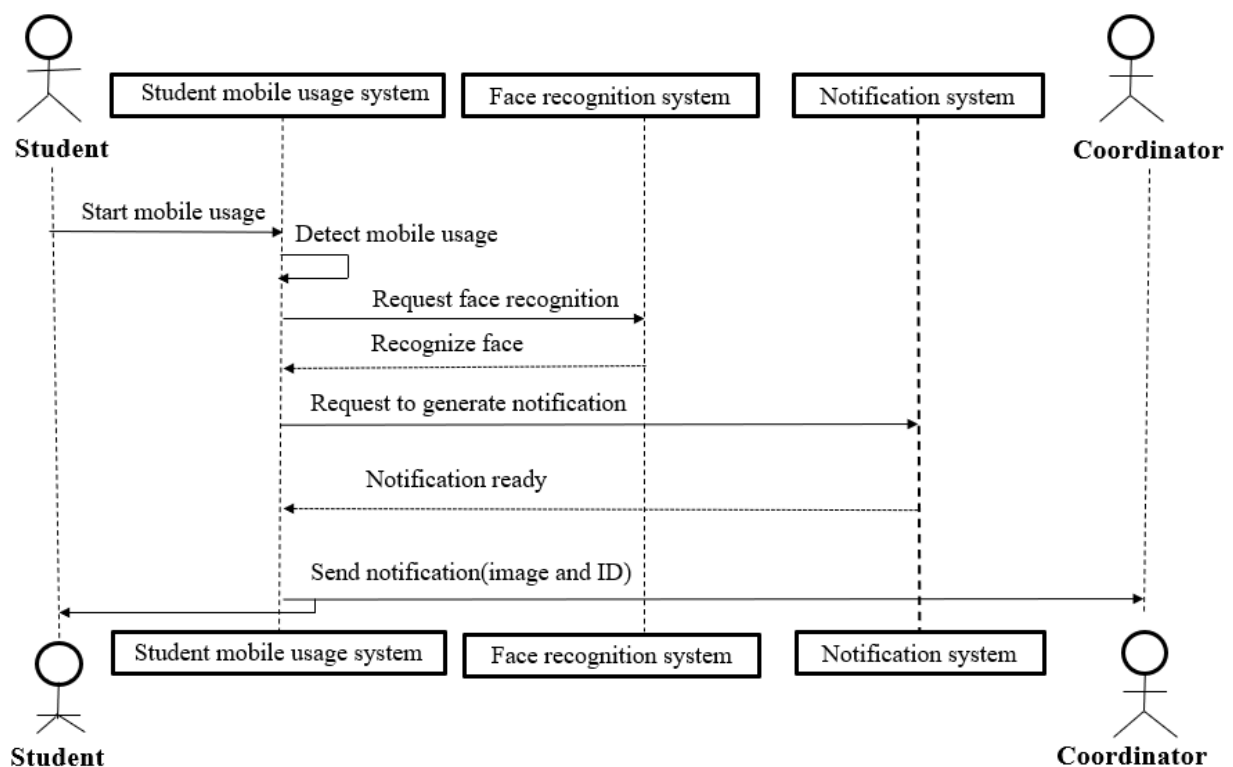 Student mobile usage system
Face recognition system
Notification system
Student
Coordinator
Start mobile usage
Detect mobile usage
Request face recognition
Recognize face
Request to generate notification
Notification ready
Send notification(image and ID)
Student mobile usage system
Face recognition system
Notification system
Student
Coordinator